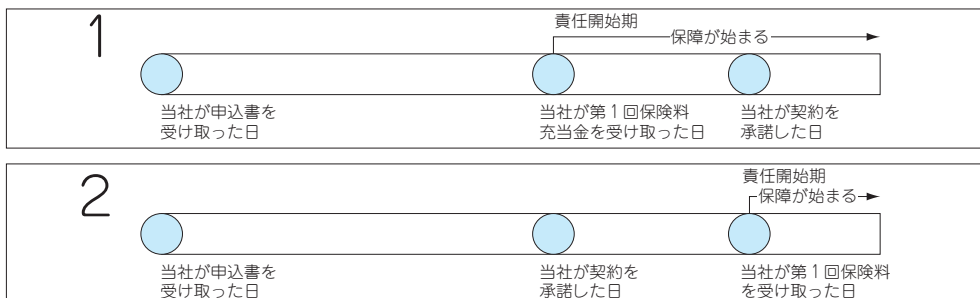 1
責任開始期
保障が始まる
当社が申込書を
受け取った日
当社が第1回保険料
充当金を受け取った日
当社が契約を
承諾した日
2
責任開始期
保障が始まる
当社が申込書を
受け取った日
当社が契約を
承諾した日
当社が第1回保険料
を受け取った日